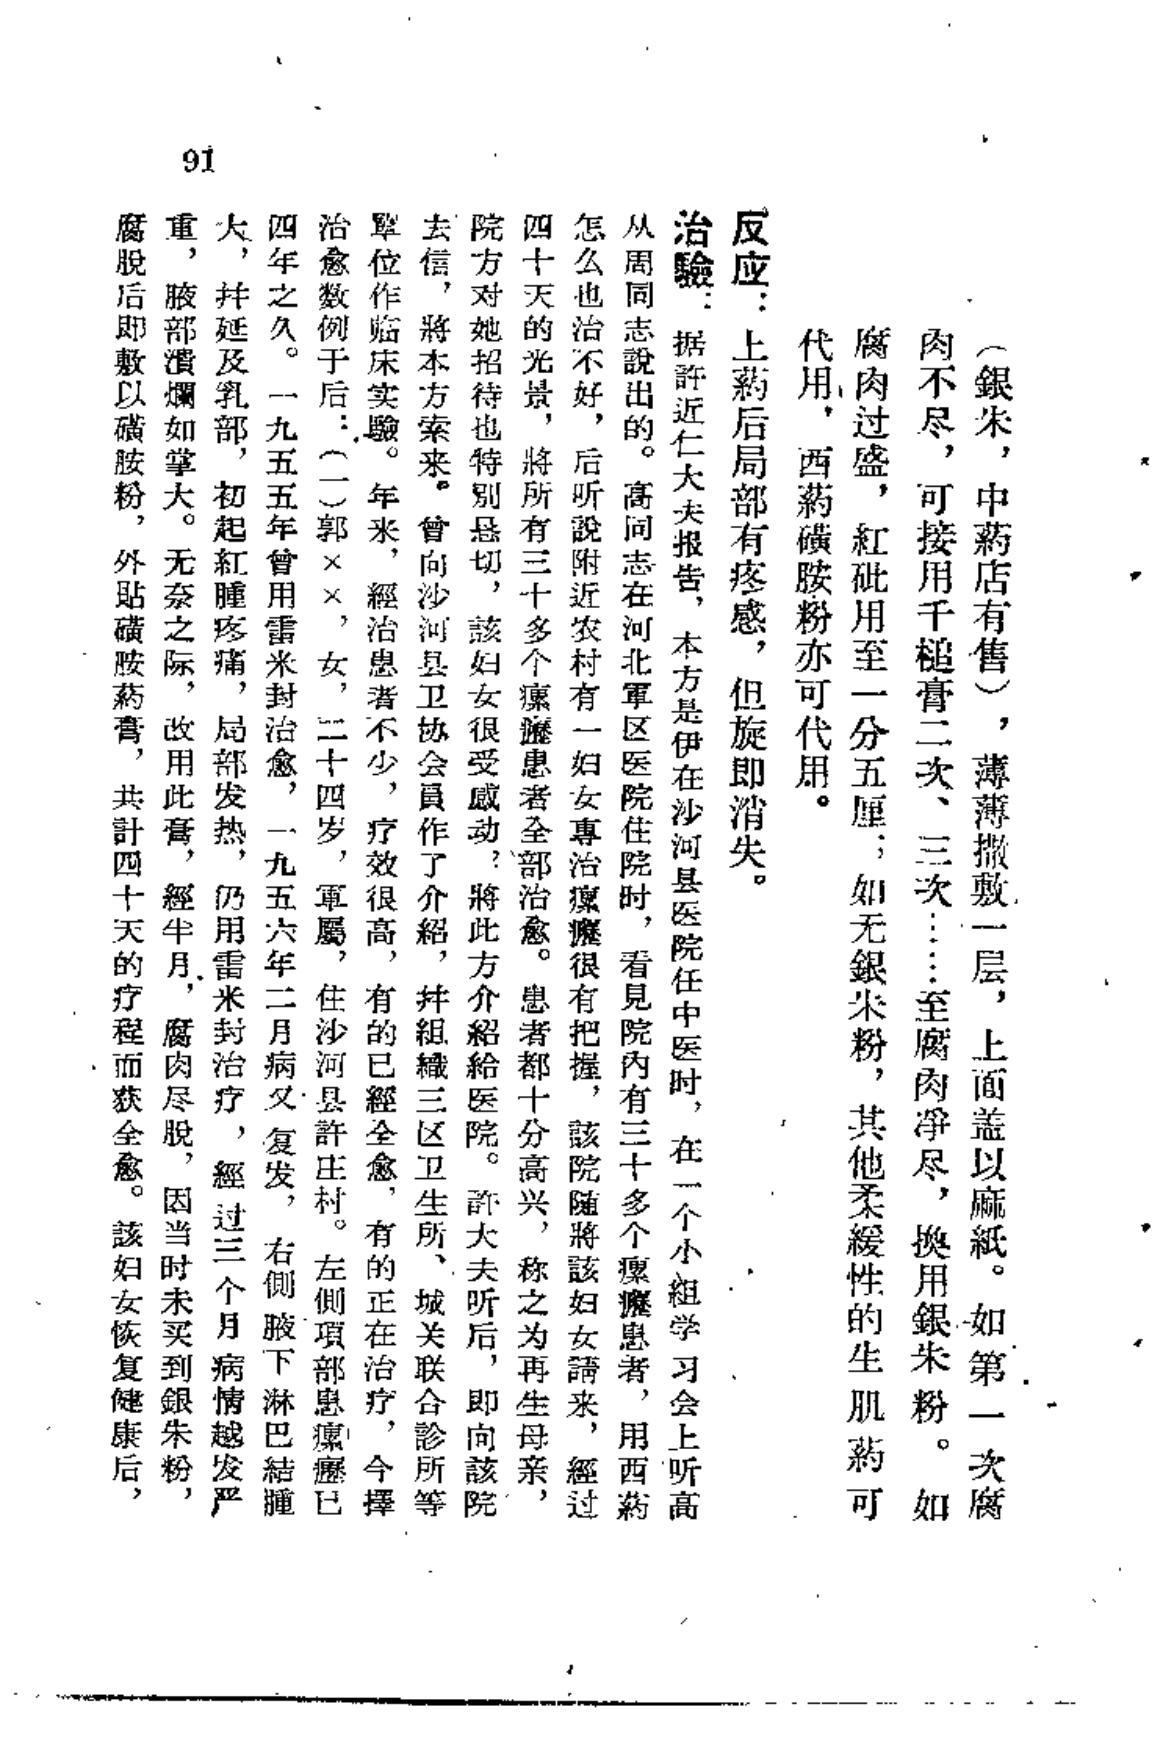 （銀朱，中葯店有售），薄薄撒敷一层，上面盖以麻紙。如第一次腐
肉不尽，可接用千槌膏二次、三次……至腐肉凈尽，換用銀朱粉。如
腐肉过盛，紅砒用至一分五厘；如无銀朱粉，其他柔緩性的生肌葯可
代用，西葯磺胺粉亦可代用。
反应：上葯后局部有疼感，但旋即消失。
治驗：据許近仁大夫报告，本方是伊在沙河县医院任中医时，在一个小組学习会上听高
从周同志說出的。高同志在河北軍区医院住院时，看見院內有三十多个瘰癧患者，用西葯
怎么也治不好，后听說附近农村有一妇女專治瘰癧很有把握，該院随將該妇女請来，經过
四十天的光景，將所有三十多个瘰癧患者全部治愈。患者都十分高兴，称之为再生母亲，
院方对她招待也特別恳切，該妇女很受感动，將此方介紹給医院。許大夫听后，即向該院
去信，將本方索来。曾向沙河县卫协会員作了介紹，幷組織三区卫生所、城关联合診所等
單位作临床实驗。年来，經治患者不少，疗效很高，有的已經全愈，有的正在治疗，今擇
治愈数例于后：（一）郭××，女，二十四岁，軍屬，住沙河县許庄村。左側項部患瘰癧已
四年之久。一九五五年曾用雷米封治愈，一九五六年二月病又复发，右側腋下淋巴結腫
大，幷延及乳部，初起紅腫疼痛，局部发热，仍用雷米封治疗，經过三个月病情越发严
重，腋部潰爛如掌大。无奈之际，改用此膏，經半月，腐肉尽脫，因当时未买到銀朱粉，
腐脫后即敷以磺胺粉，外貼磺胺葯膏，共計四十天的疗程而获全愈。該妇女恢复健康后，
91